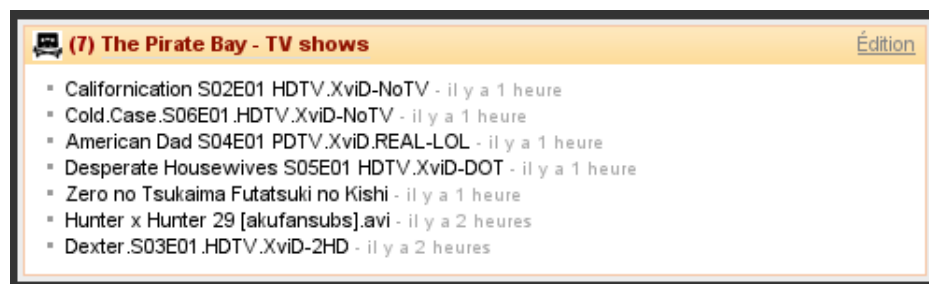 (7) The Pirate Bay - TV shows Édition
Californication S02E01 HDTV.XviD-NoTV - il y a 1 heure
Cold.Case.S06E01.HDTV.XviD-NoTV - il y a 1 heure
American Dad S04E01 PDTV.XviD.REAL-LOL - il y a 1 heure
Desperate Housewives S05E01 HDTV.XviD-DOT - il y a 1 heure
Zero no Tsukaima Futatsuki no Kishi - il y a 1 heure
Hunter x Hunter 29 [akufansubs].avi - il y a 2 heures
Dexter.S03E01.HDTV.XviD-2HD - il y a 2 heures